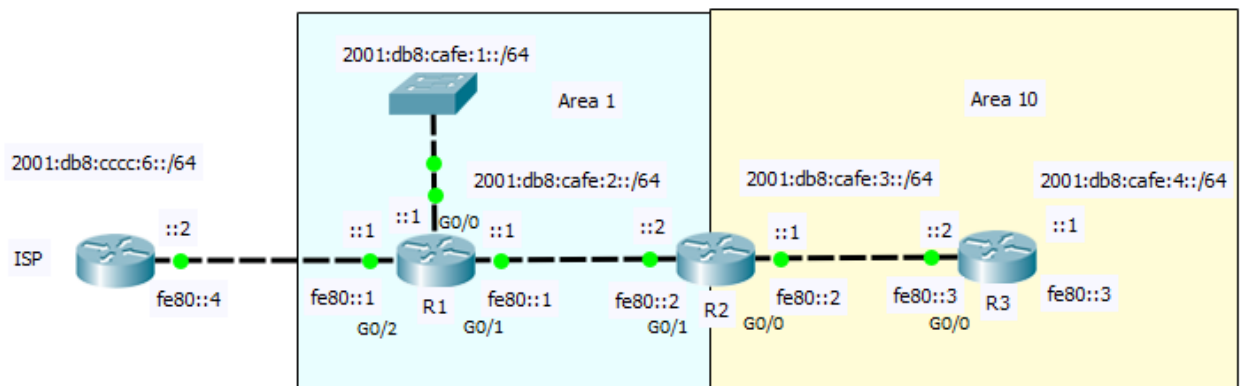 2001:db8:cafe:1::/64
Area 1
Area 10
2001:db8:cccc:6::/64
2001:db8:cafe:2::/64
2001:db8:cafe:3::/64
2001:db8:cafe:4::/64
::1
G0/0
::2
::1
::1
::2
::1
::2
::1
ISP
fe80::4
fe80::1
R1
fe80::1
fe80::2
R2
fe80::2
fe80::3
R3
fe80::3
G0/2
G0/1
G0/1
G0/0
G0/0